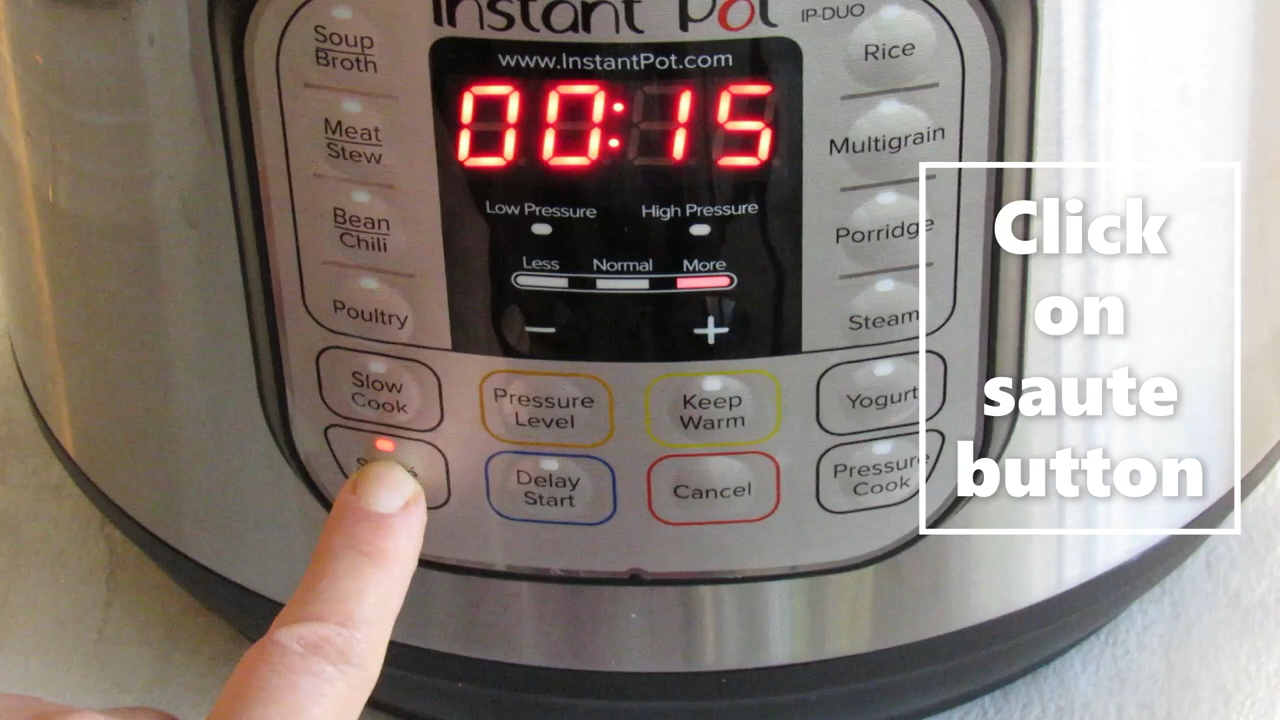 Instant Pot IP-DUO
www.InstantPot.com
00:15
Low Pressure High Pressure
Less Normal More
− +
Soup
Broth
Meat
Stew
Bean
Chili
Poultry
Rice
Multigrain
Porridge
Steam
Slow
Cook
Pressure
Level
Keep
Warm
Yogurt
Delay
Start
Cancel
Pressure
Cook
Click
on
saute
button